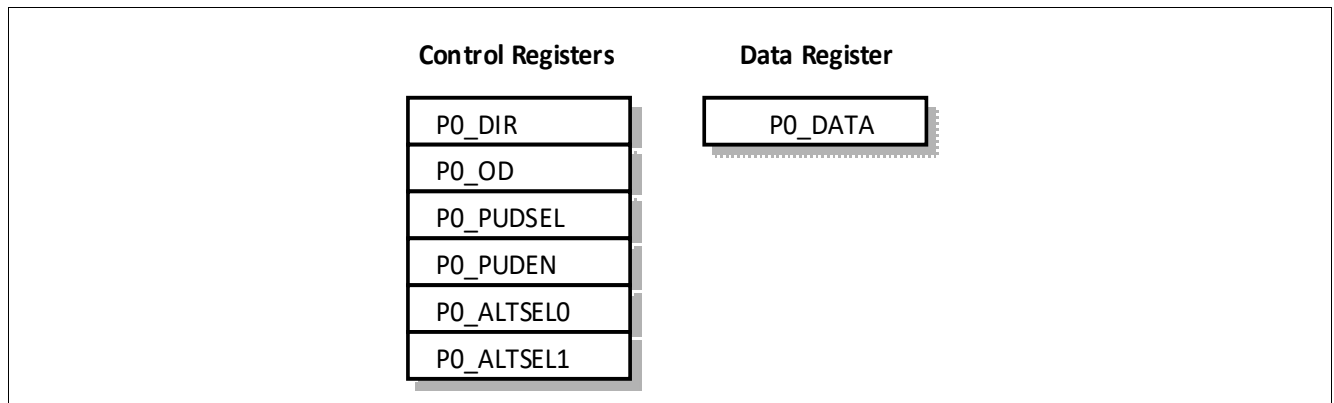 Control Registers
P0_DIR
P0_OD
P0_PUDSEL
P0_PUDEN
P0_ALTSEL0
P0_ALTSEL1
Data Register
P0_DATA